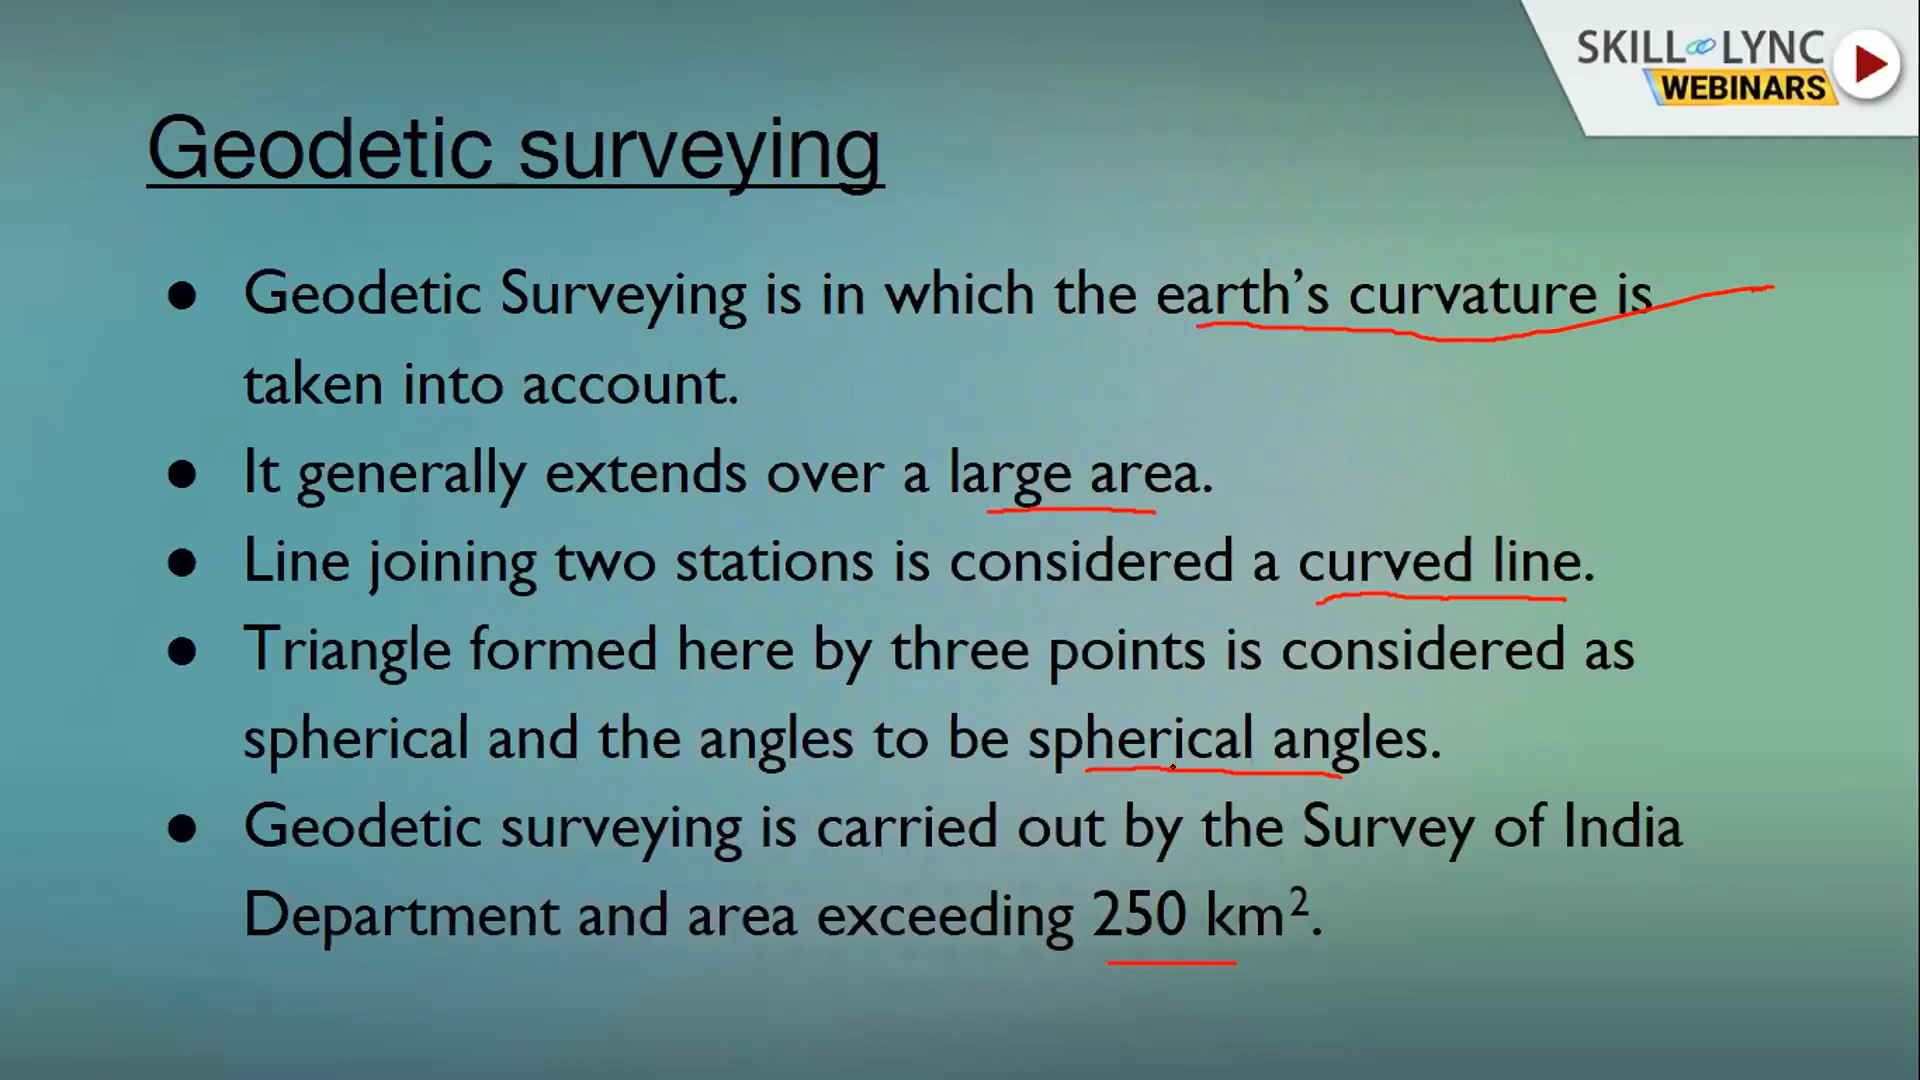 SKILL LYNC
WEBINARS
Geodetic surveying
● Geodetic Surveying is in which the earth’s curvature is
taken into account.
● It generally extends over a large area.
● Line joining two stations is considered a curved line.
● Triangle formed here by three points is considered as
spherical and the angles to be spherical angles.
● Geodetic surveying is carried out by the Survey of India
Department and area exceeding 250 km².